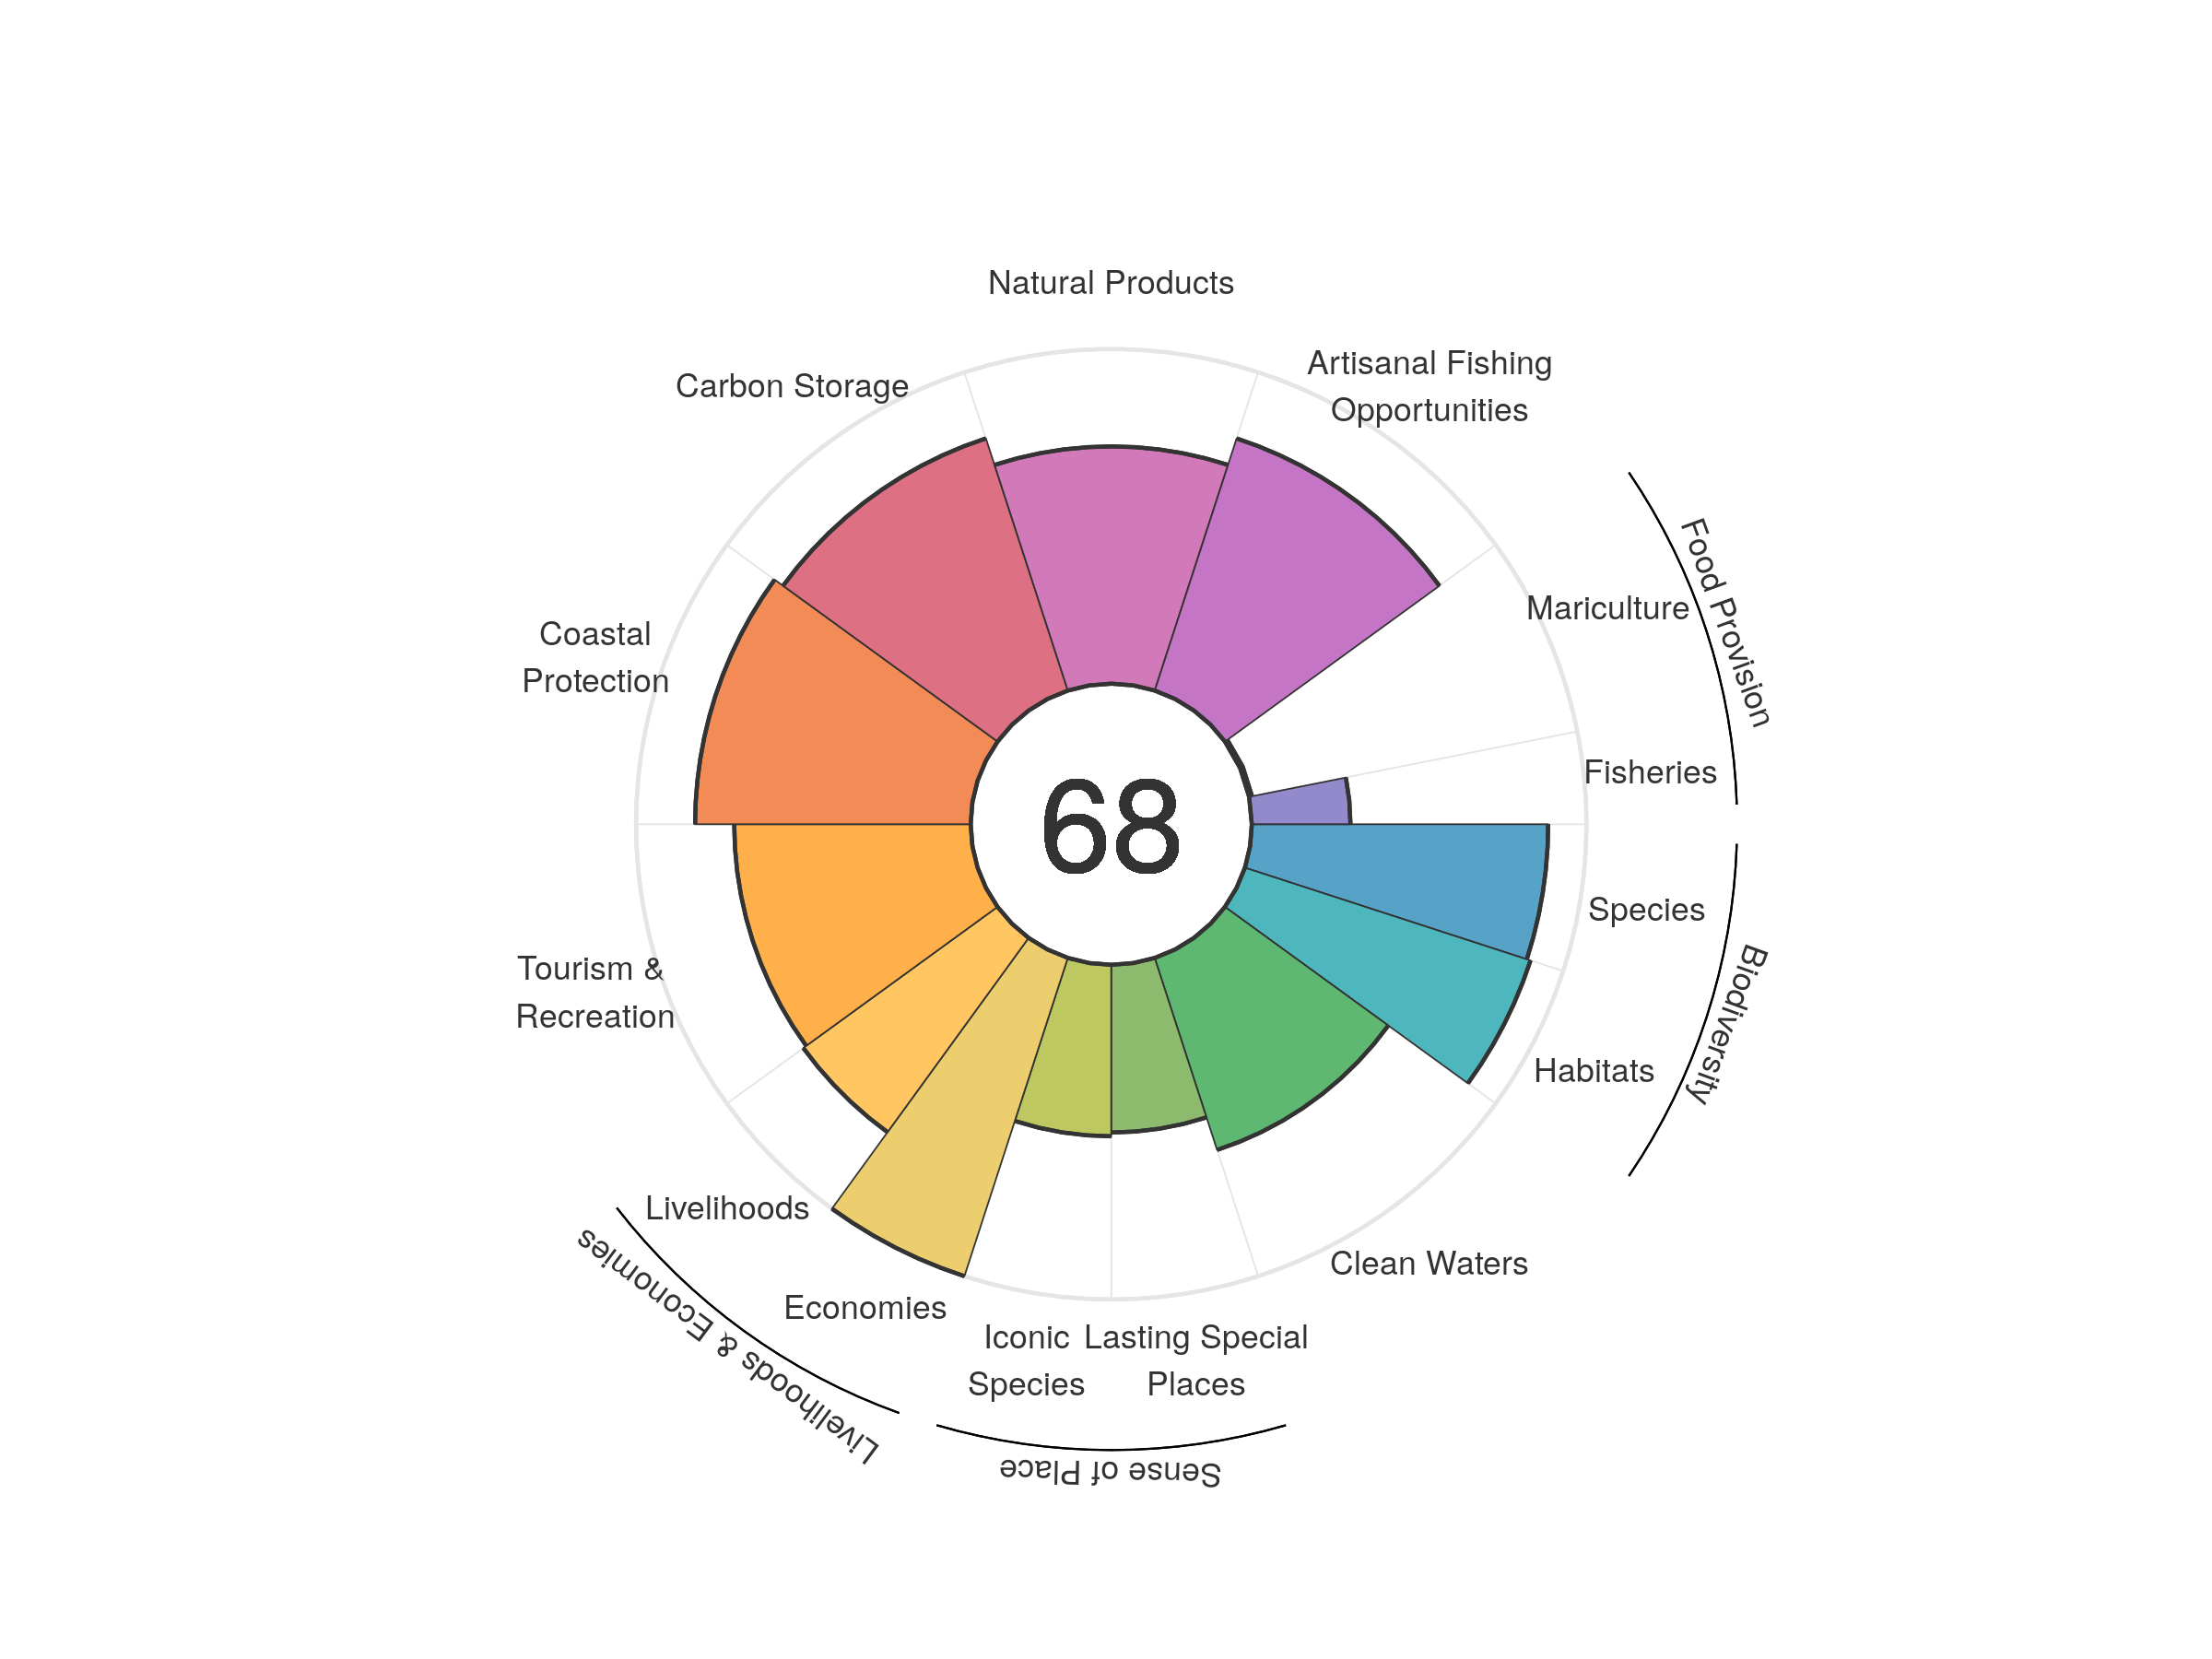 Natural Products
Artisanal Fishing
Opportunities
Carbon Storage
Food Provision
Mariculture
Coastal
Protection
Fisheries
68
Species
Biodiversity
Tourism &
Recreation
Habitats
Livelihoods
Clean Waters
Economies
Livelihoods & Economies
Iconic
Species
Lasting Special
Places
Sense of Place